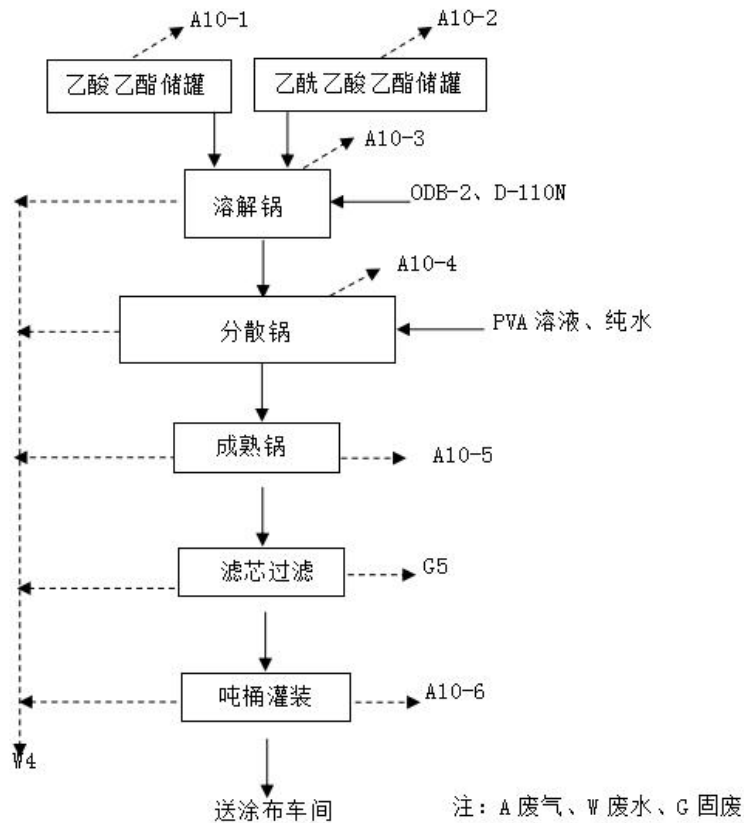 A10-1
A10-2
乙酸乙酯储罐
乙酰乙酸乙酯储罐
A10-3
溶解锅
ODB-2、D-110N
A10-4
分散锅
PVA 溶液、纯水
成熟锅
A10-5
滤芯过滤
G5
吨桶灌装
A10-6
W4
送涂布车间
注：A 废气、W 废水、G 固废